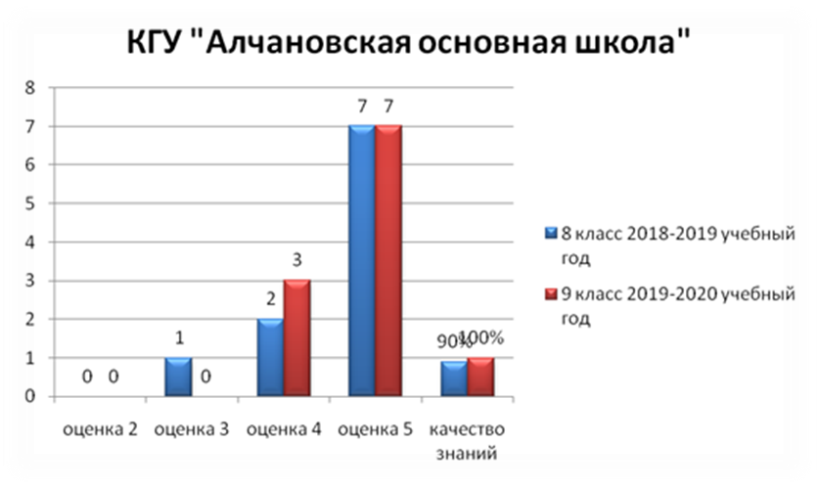 КГУ "Алчановская основная школа"
8
7
6
5
4
3
2
1
0
0 0
1 0
2 3
7 7
90% 100%
оценка 2 оценка 3 оценка 4 оценка 5 качество
знаний
8 класс 2018-2019 учебный
год
9 класс 2019-2020 учебный
год